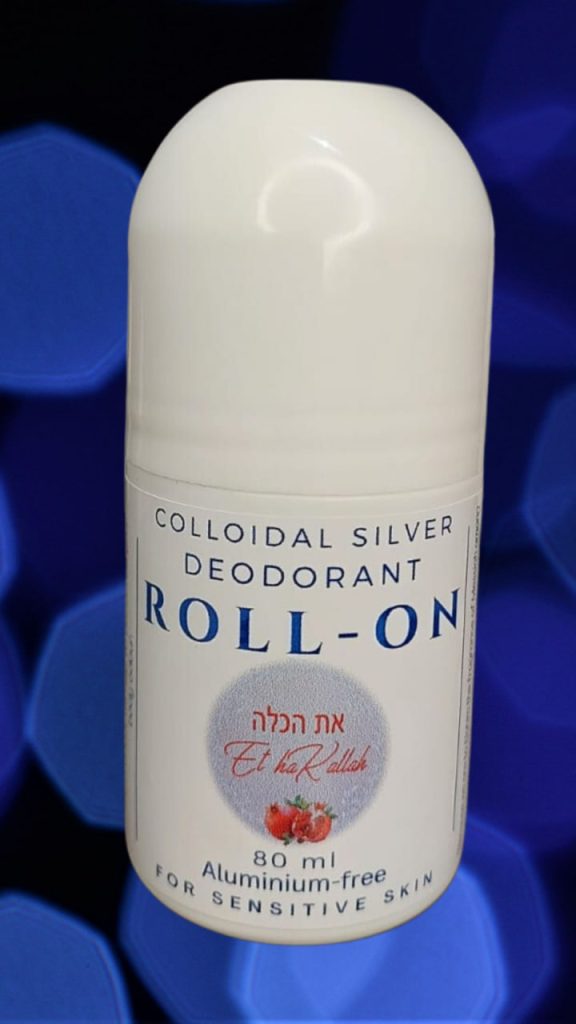 COLLOIDAL SILVER
DEODORANT
ROLL-ON
את הכלה
Et haKallah
80 ml
Aluminium-free
FOR SENSITIVE SKIN